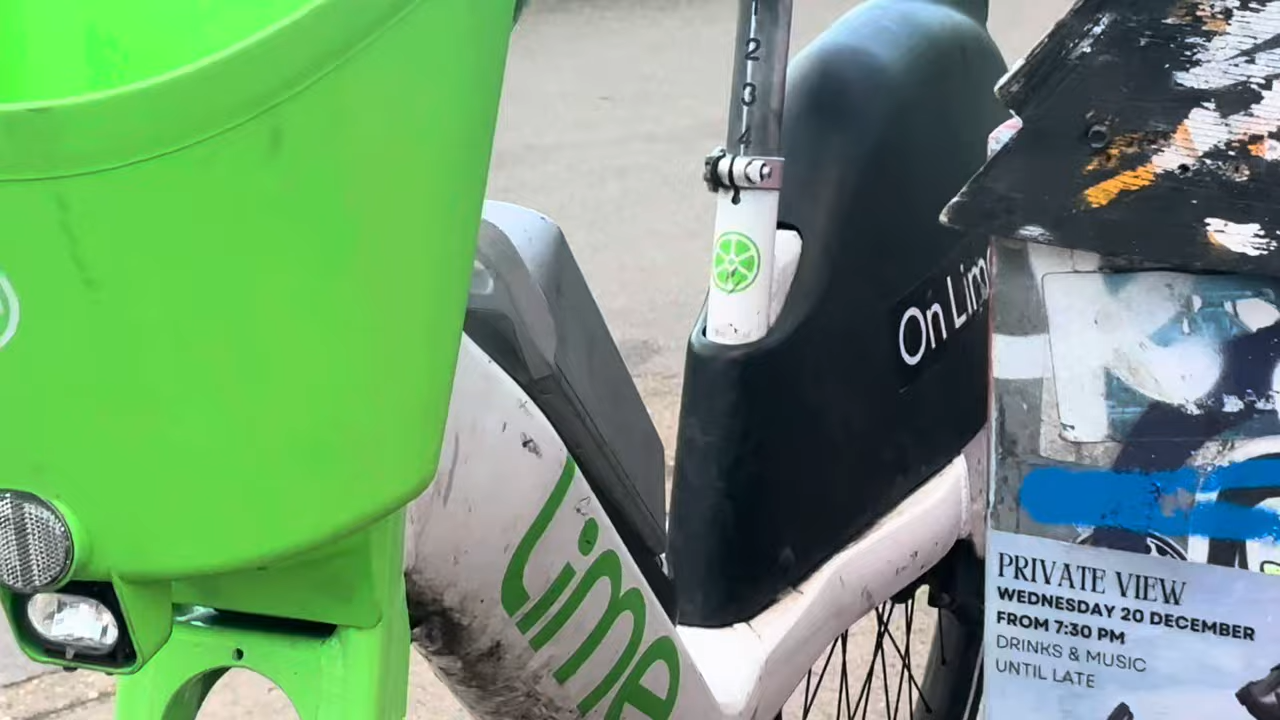 2
3
4
On Lim
Lime
PRIVATE VIEW
WEDNESDAY 20 DECEMBER
FROM 7:30 PM
DRINKS & MUSIC
UNTIL LATE